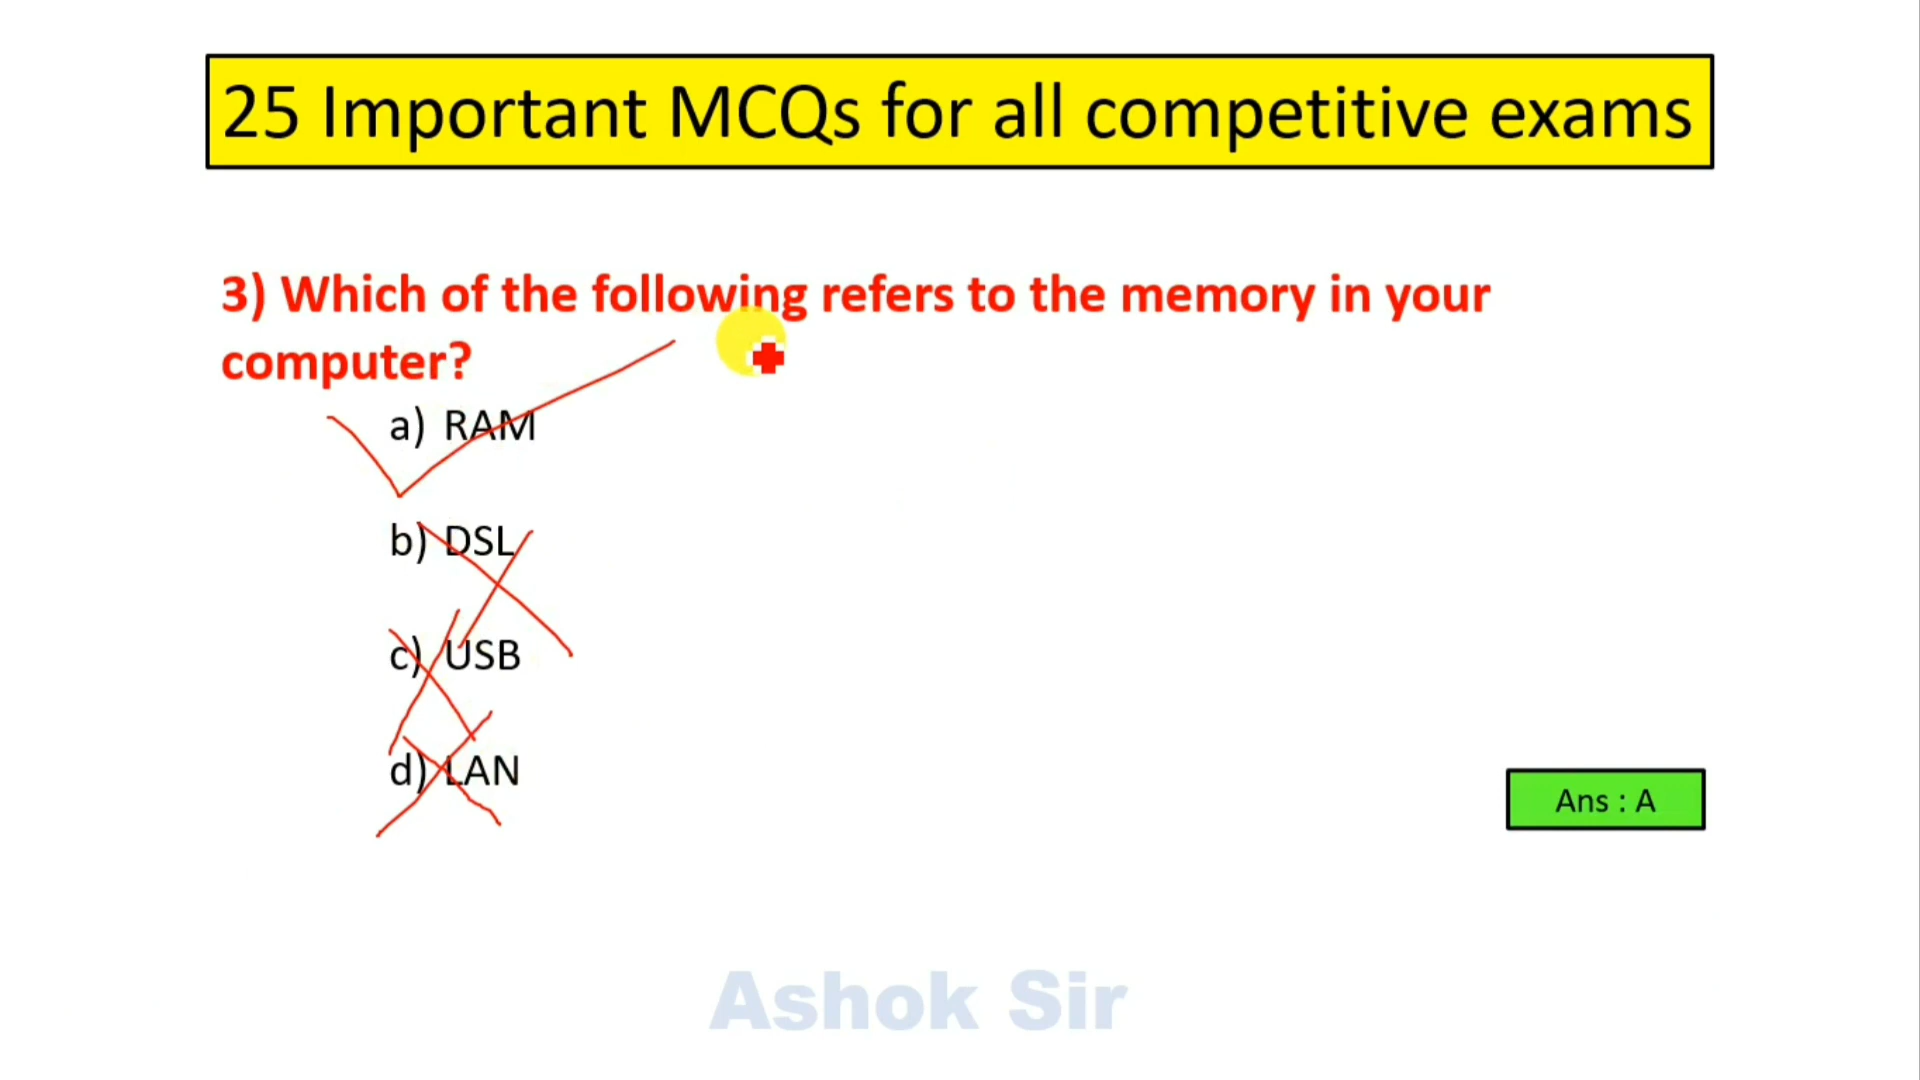 25 Important MCQs for all competitive exams
3) Which of the following refers to the memory in your
computer?
a) RAM
b) DSL
c) USB
d) LAN
Ans : A
Ashok Sir